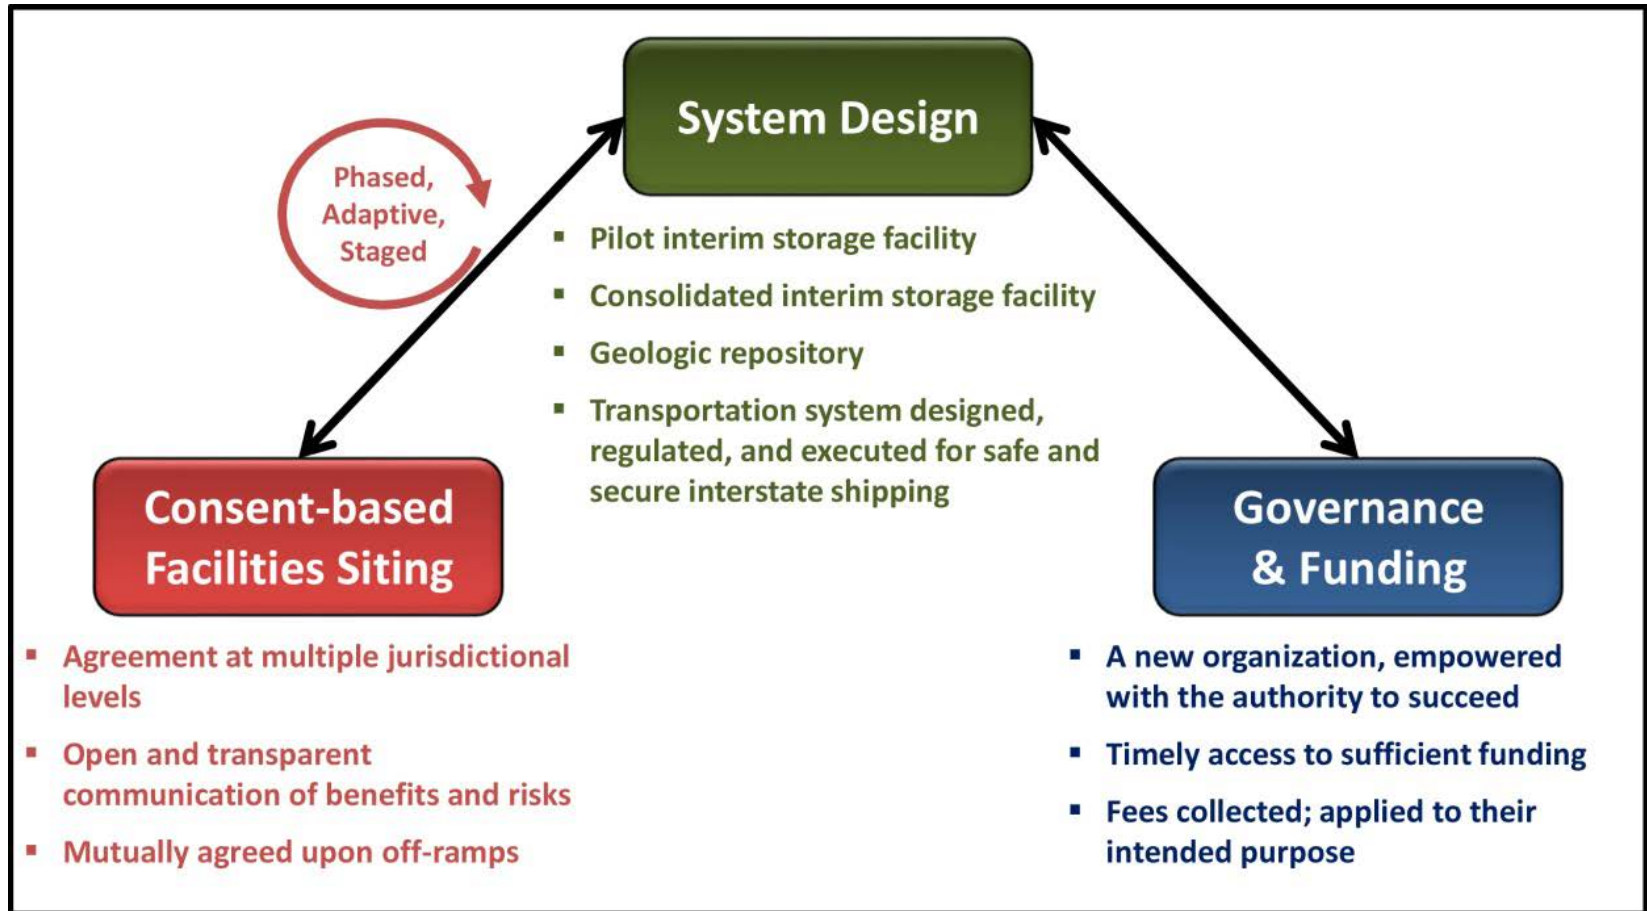 System Design
Phased,
Adaptive,
Staged
▪ Pilot interim storage facility
▪ Consolidated interim storage facility
▪ Geologic repository
▪ Transportation system designed,
regulated, and executed for safe and
secure interstate shipping
Consent-based
Facilities Siting
▪ Agreement at multiple jurisdictional
levels
▪ Open and transparent
communication of benefits and risks
▪ Mutually agreed upon off-ramps
Governance
& Funding
▪ A new organization, empowered
with the authority to succeed
▪ Timely access to sufficient funding
▪ Fees collected; applied to their
intended purpose